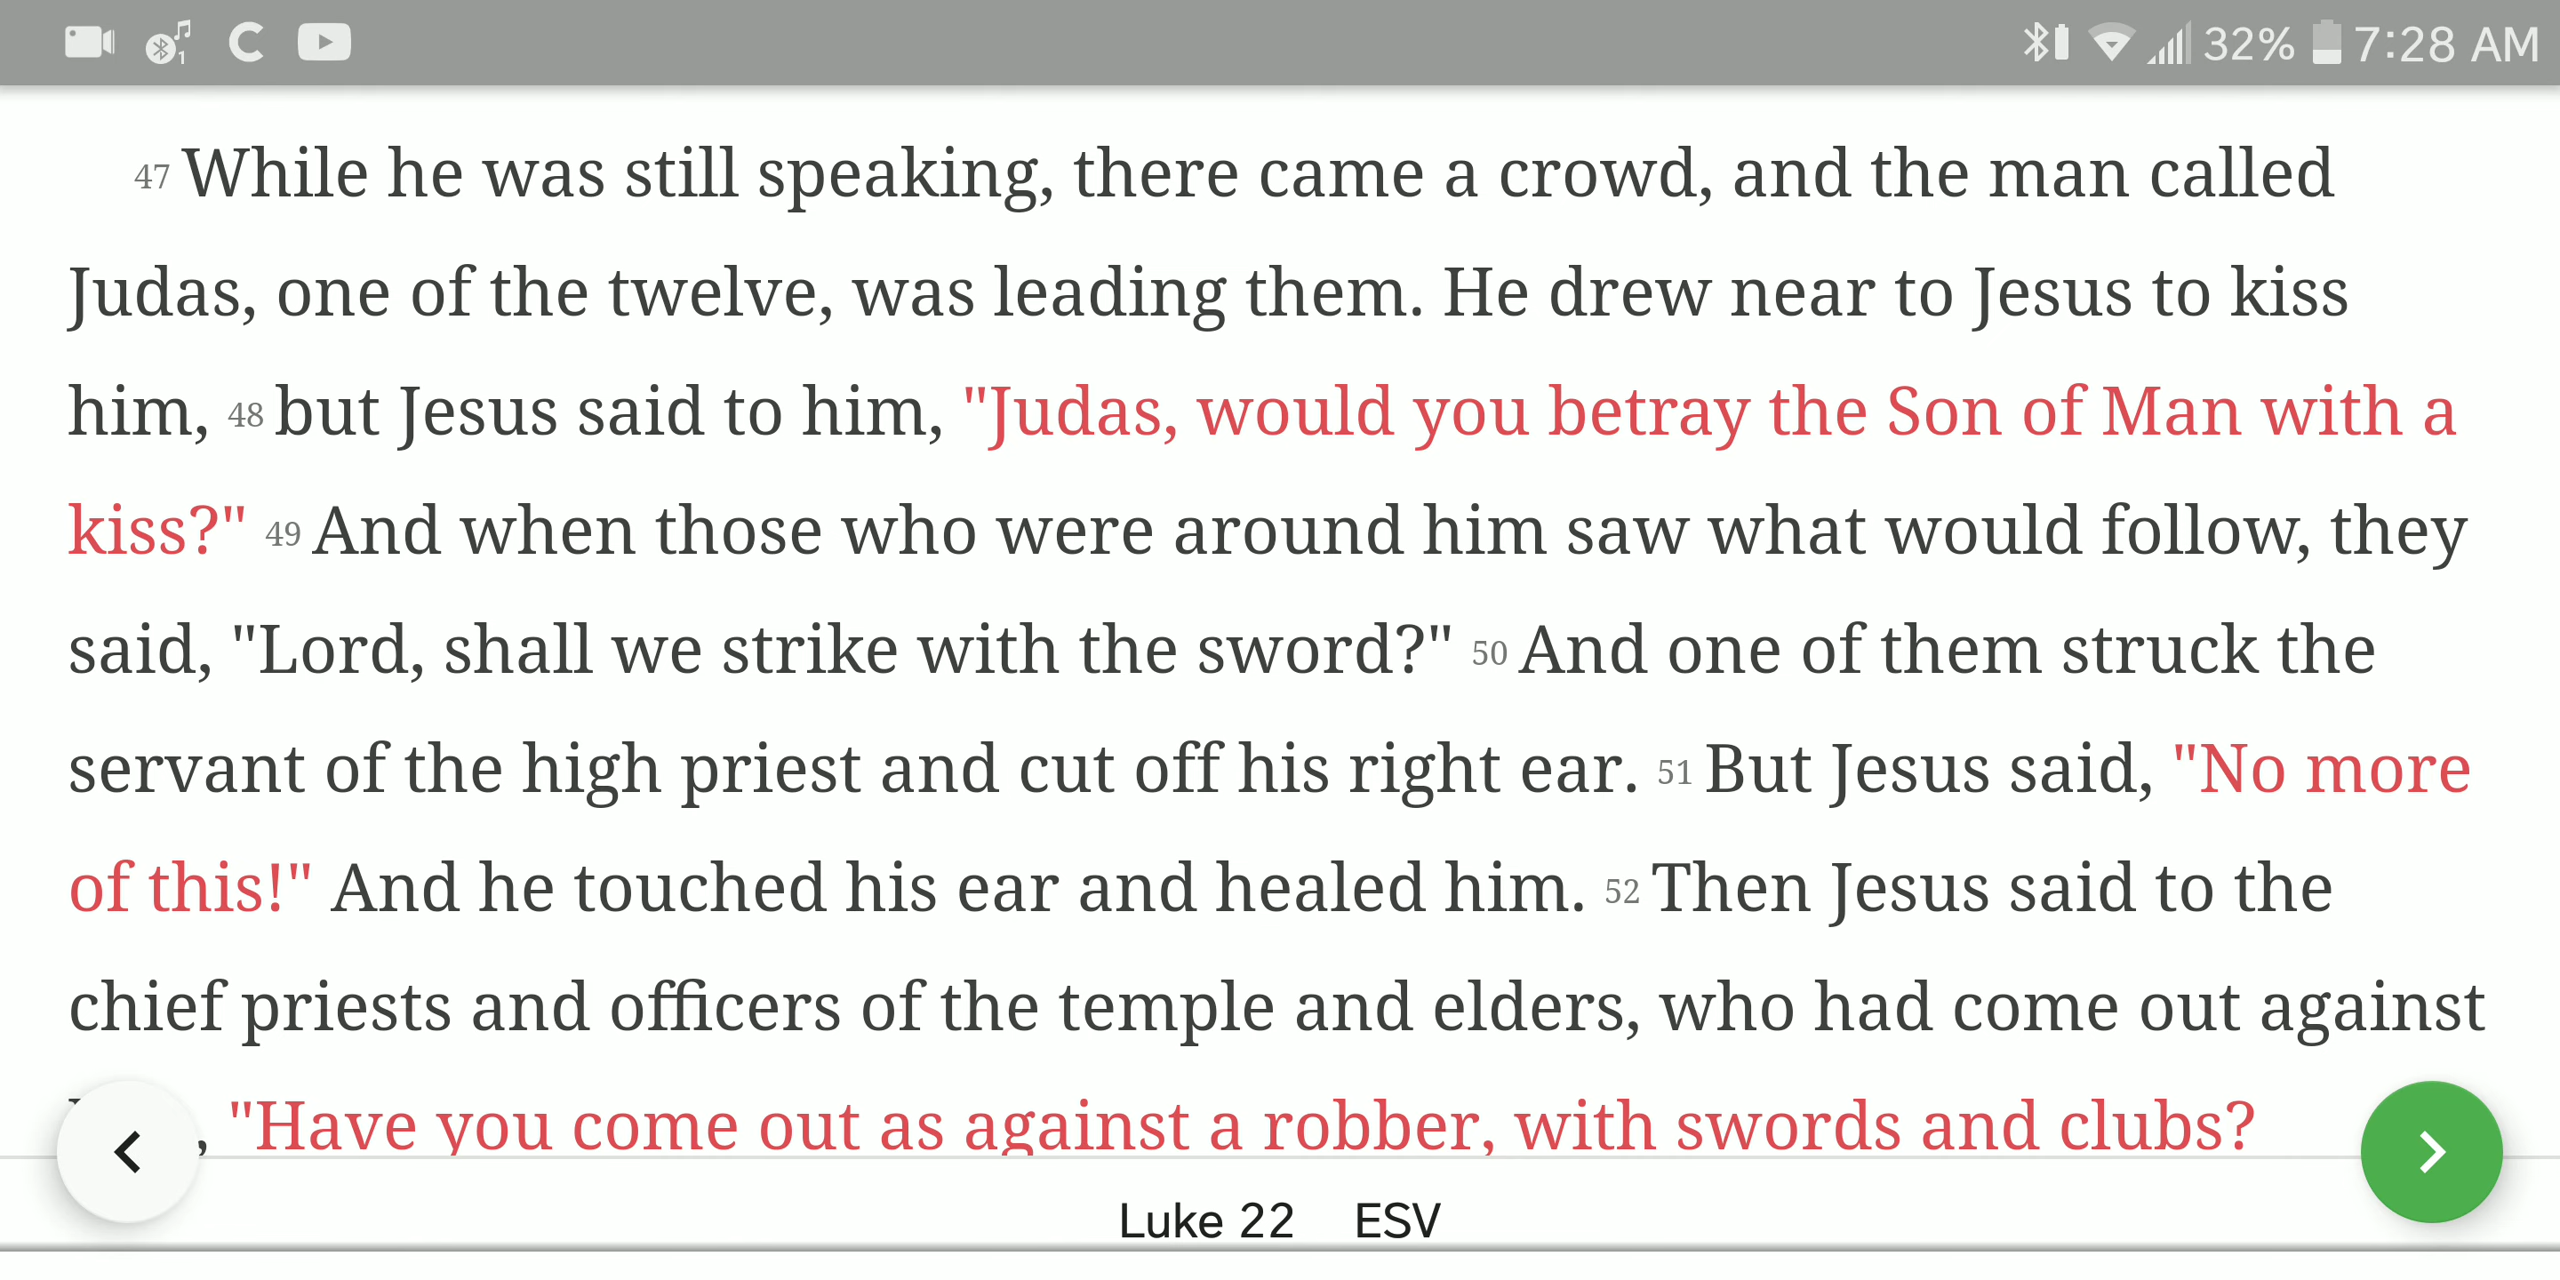 32% 7:28 AM
47 While he was still speaking, there came a crowd, and the man called
Judas, one of the twelve, was leading them. He drew near to Jesus to kiss
him, 48 but Jesus said to him, "Judas, would you betray the Son of Man with a
kiss?" 49 And when those who were around him saw what would follow, they
said, "Lord, shall we strike with the sword?" 50 And one of them struck the
servant of the high priest and cut off his right ear. 51 But Jesus said, "No more
of this!" And he touched his ear and healed him. 52 Then Jesus said to the
chief priests and officers of the temple and elders, who had come out against
, "Have you come out as against a robber, with swords and clubs?
Luke 22 ESV